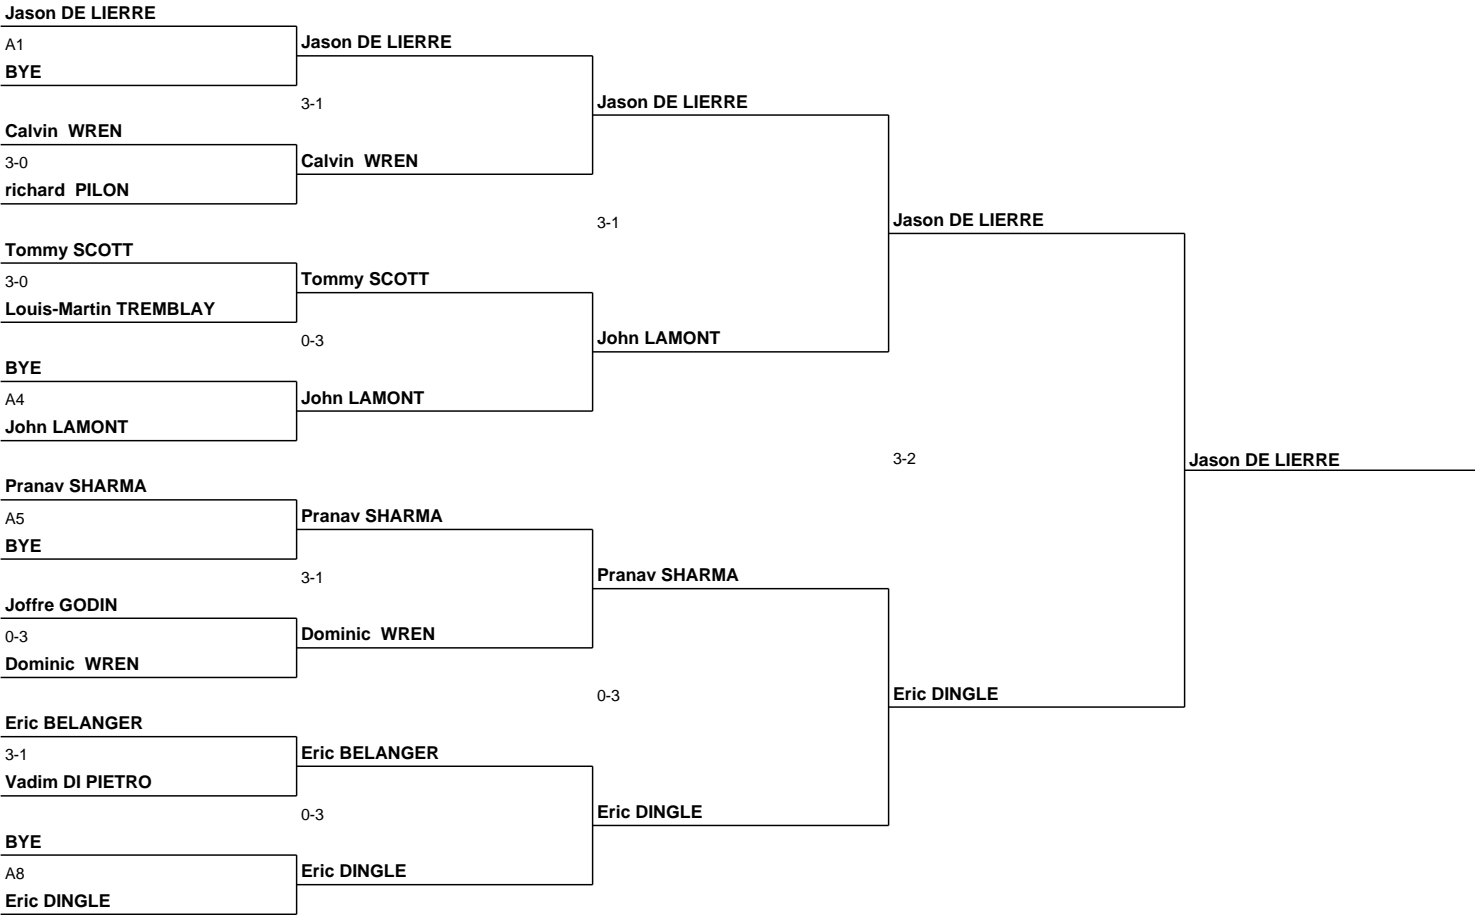 Jason DE LIERRE
A1
BYE
Calvin  WREN
3-0
richard  PILON
Tommy SCOTT
3-0
Louis-Martin TREMBLAY
BYE
A4
John LAMONT
Pranav SHARMA
A5
BYE
Joffre GODIN
0-3
Dominic  WREN
Eric BELANGER
3-1
Vadim DI PIETRO
BYE
A8
Eric DINGLE
Jason DE LIERRE
3-1
Calvin  WREN
Tommy SCOTT
0-3
John LAMONT
Pranav SHARMA
3-1
Dominic  WREN
Eric BELANGER
0-3
Eric DINGLE
Jason DE LIERRE
3-1
John LAMONT
Pranav SHARMA
0-3
Eric DINGLE
Jason DE LIERRE
3-2
Eric DINGLE
Jason DE LIERRE